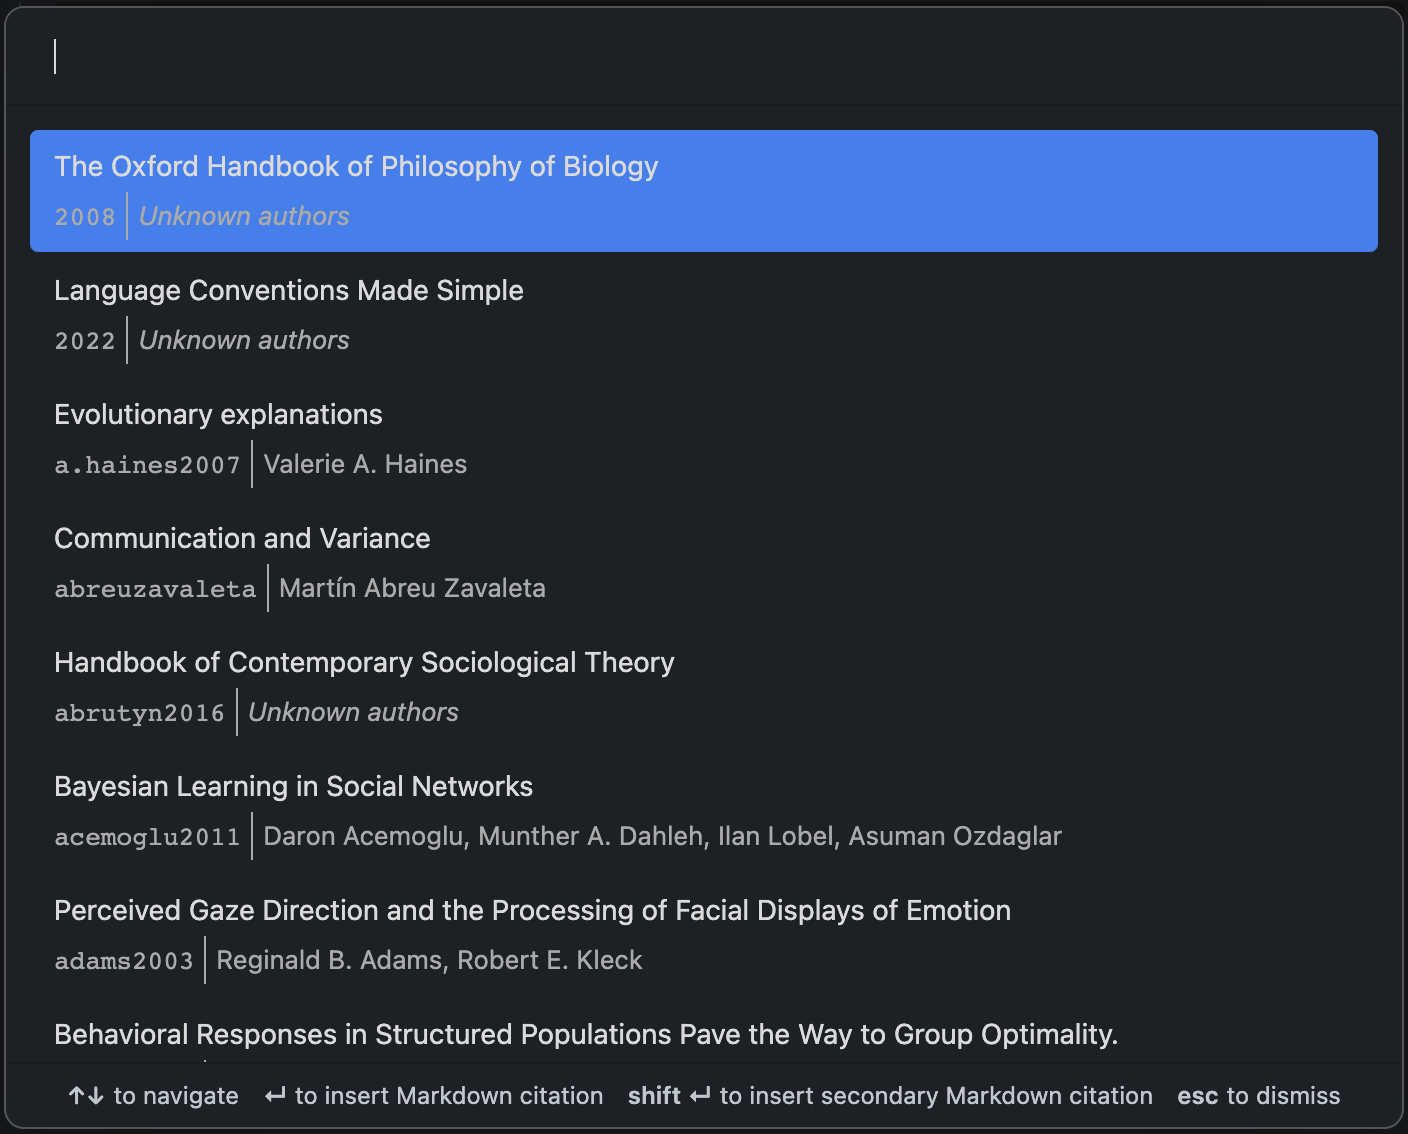 The Oxford Handbook of Philosophy of Biology
2008 Unknown authors
Language Conventions Made Simple
2022 Unknown authors
Evolutionary explanations
a.haines2007 Valerie A. Haines
Communication and Variance
abreuzavaleta Martín Abreu Zavaleta
Handbook of Contemporary Sociological Theory
abrutyn2016 Unknown authors
Bayesian Learning in Social Networks
acemoglu2011 Daron Acemoglu, Munther A. Dahleh, Ilan Lobel, Asuman Ozdaglar
Perceived Gaze Direction and the Processing of Facial Displays of Emotion
adams2003 Reginald B. Adams, Robert E. Kleck
Behavioral Responses in Structured Populations Pave the Way to Group Optimality.
↑↓ to navigate ↵ to insert Markdown citation shift ↵ to insert secondary Markdown citation esc to dismiss